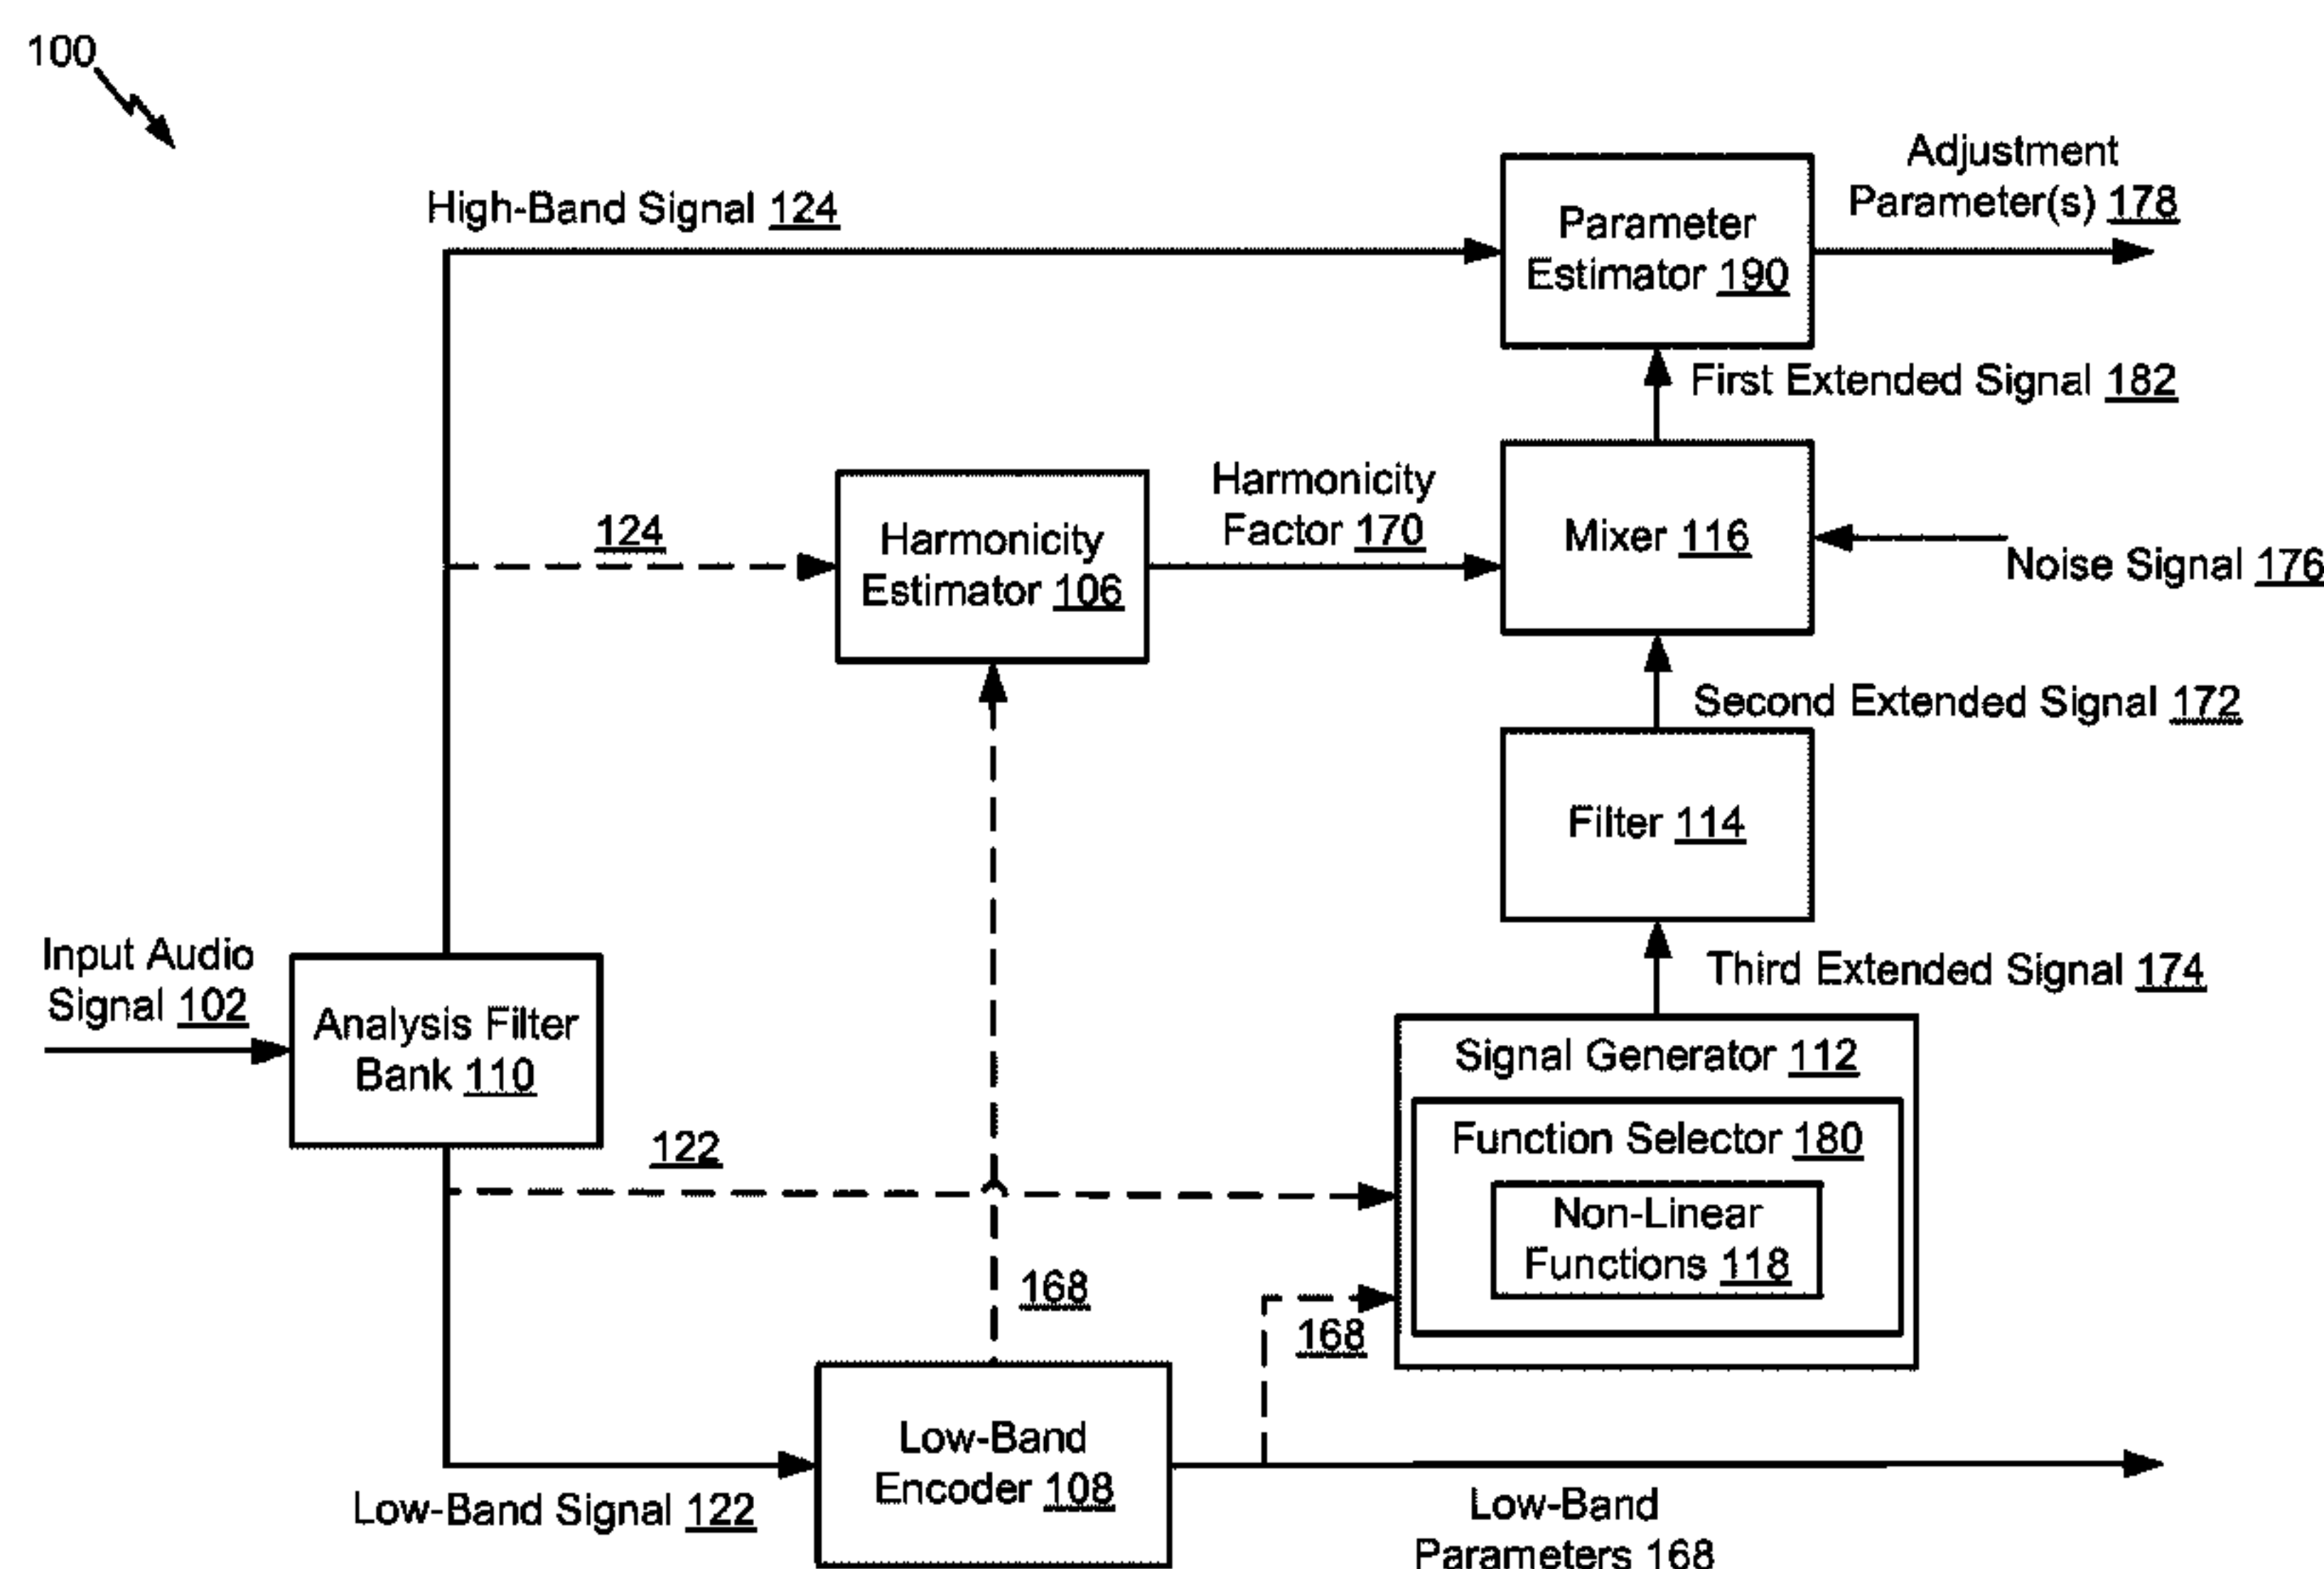 100
High-Band Signal 124
Parameter
Estimator 190
Adjustment
Parameter(s) 178
First Extended Signal 182
124
Harmonicity
Estimator 106
Harmonicity
Factor 170
Mixer 116
Noise Signal 176
Second Extended Signal 172
Filter 114
Third Extended Signal 174
Input Audio
Signal 102
Analysis Filter
Bank 110
Signal Generator 112
Function Selector 180
Non-Linear
Functions 118
122
168
168
Low-Band Signal 122
Low-Band
Encoder 108
Low-Band
Parameters 168